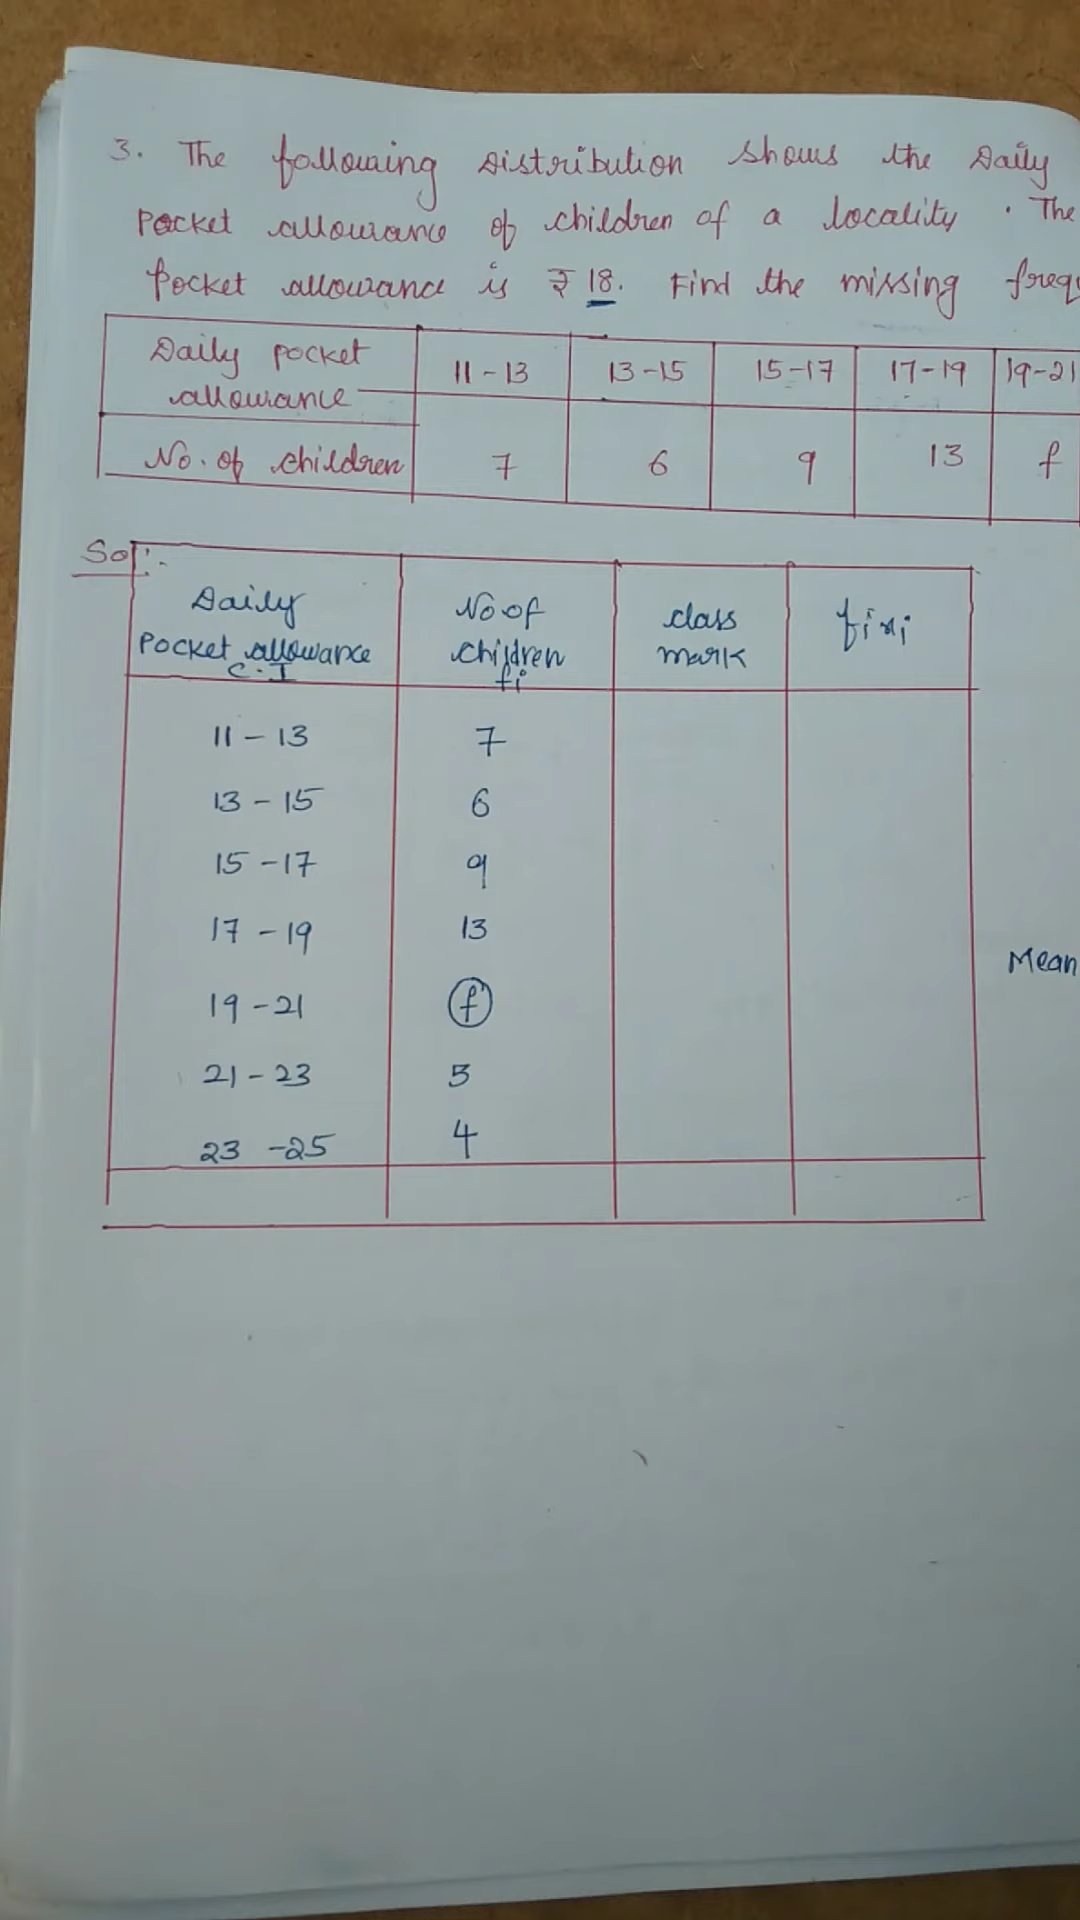 3. The following Distribution shows the Daily
Pocket allowance of children of a locality. The
Pocket allowance is ₹ 18. Find the missing freq
Daily pocket allowance 11-13 13-15 15-17 17-19 19-21
No. of children 7 6 9 13 f
Sol:-
Daily Pocket allowance C.I No of children fi class mark fixi
11-13 7
13-15 6
15-17 9
17-19 13
19-21 f
Mean
21-23 5
23-25 4